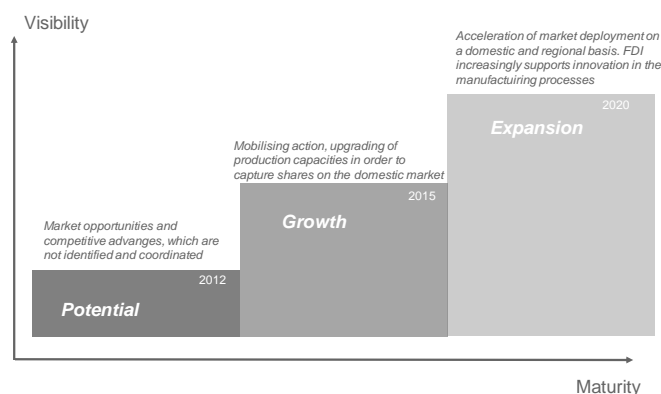 Visibility
Acceleration of market deployment on
a domestic and regional basis. FDI
increasingly supports innovation in the
manufactuiring processes
2020
Expansion
Mobilising action, upgrading of
production capacities in order to
capture shares on the domestic market
2015
Growth
Market opportunities and
competitive advanges, which are
not identified and coordinated
2012
Potential
Maturity